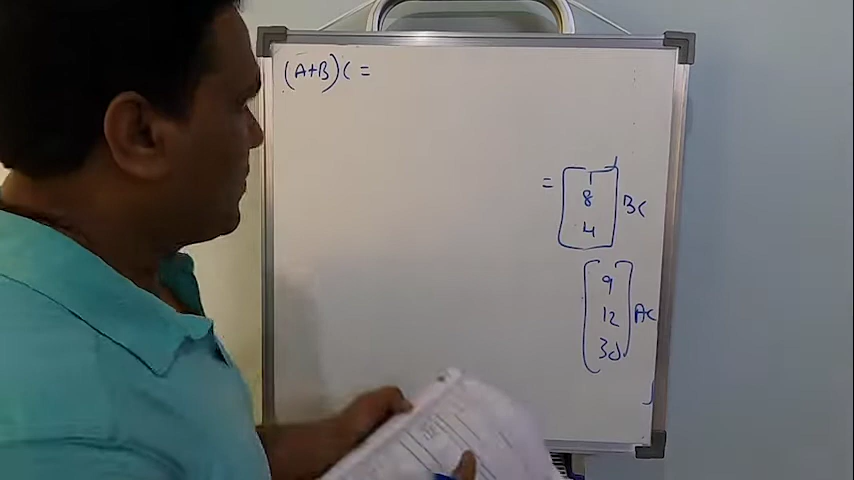 (A+B)C =
= [1
8
4] BC
[9
12
30] AC